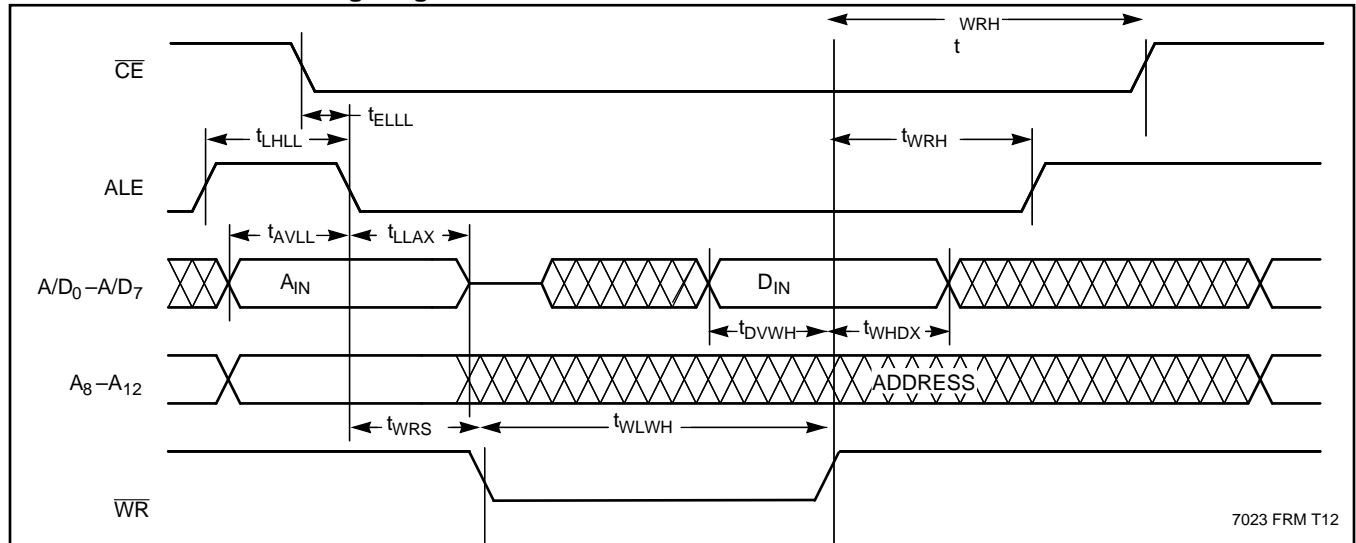 WRH
t
CE
tELLL
tLHLL
tWRH
ALE
tAVLL
tLLAX
A/D0–A/D7
AIN
DIN
tDVWH
tWHDX
A8–A12
ADDRESS
tWRS
tWLWH
WR
7023 FRM T12